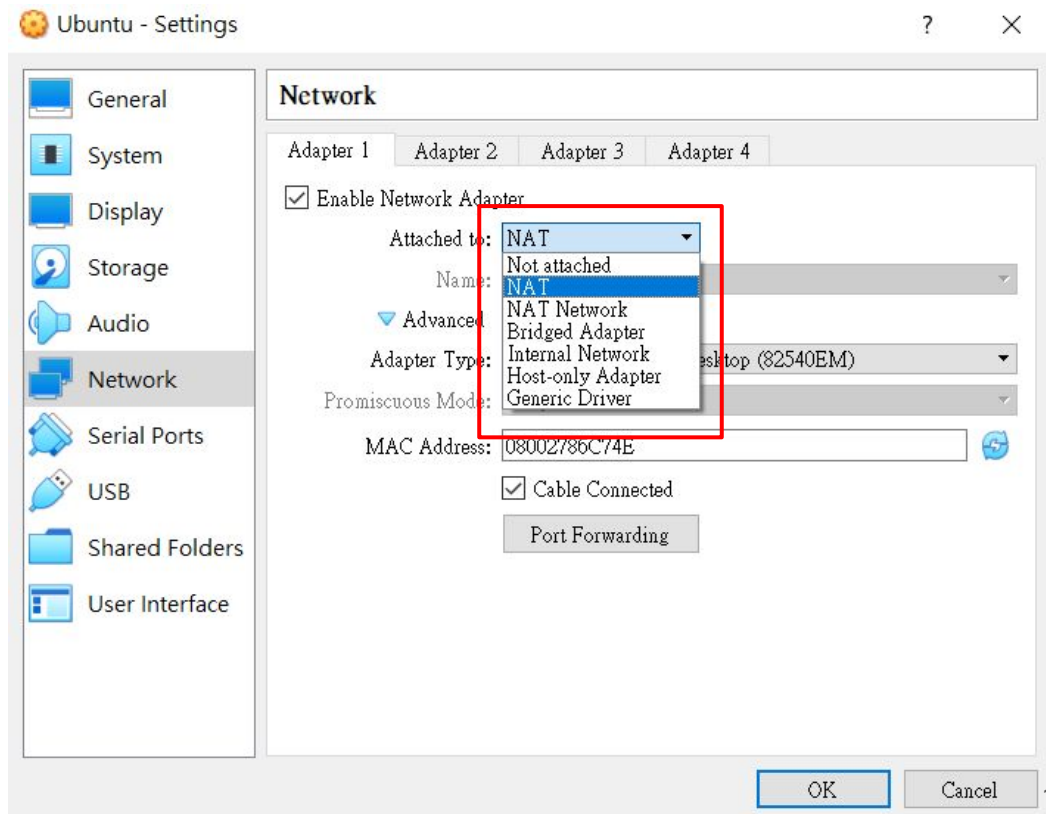 Ubuntu - Settings
?
General
System
Display
Storage
Audio
Network
Serial Ports
USB
Shared Folders
User Interface
Network
Adapter 1 Adapter 2 Adapter 3 Adapter 4
Enable Network Adapter
Attached to: NAT
Not attached
NAT
NAT Network
Bridged Adapter
Internal Network
Host-only Adapter
Generic Driver
Name:
Advanced
Adapter Type: (82540EM)
Promiscuous Mode:
MAC Address: 08002786C74E
Cable Connected
Port Forwarding
OK Cancel